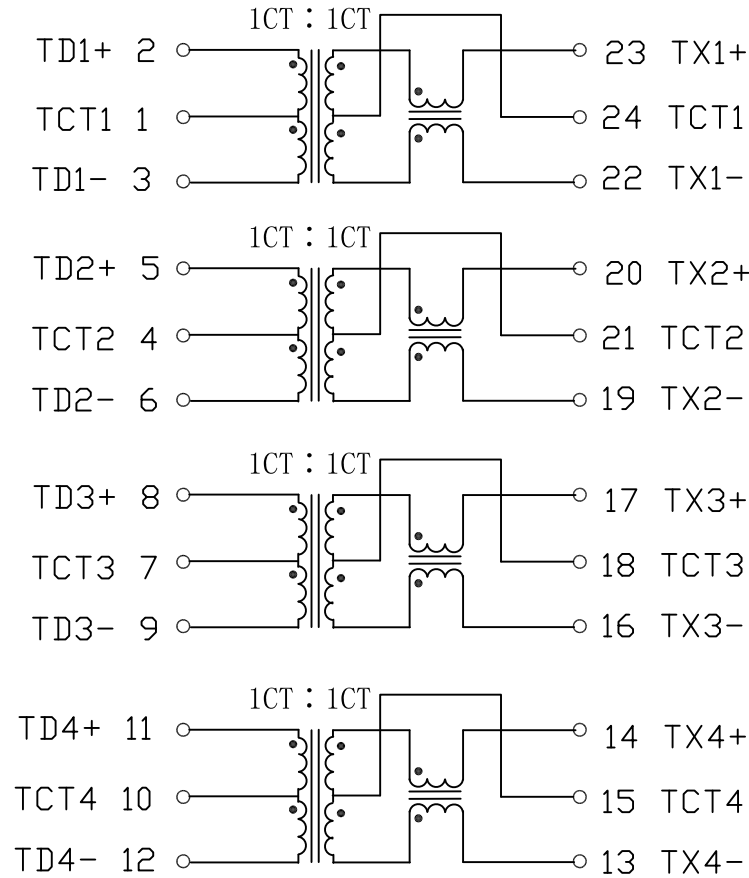 1CT : 1CT
TD1+ 2 23 TX1+
TCT1 1 24 TCT1
TD1- 3 22 TX1-
1CT : 1CT
TD2+ 5 20 TX2+
TCT2 4 21 TCT2
TD2- 6 19 TX2-
1CT : 1CT
TD3+ 8 17 TX3+
TCT3 7 18 TCT3
TD3- 9 16 TX3-
1CT : 1CT
TD4+ 11 14 TX4+
TCT4 10 15 TCT4
TD4- 12 13 TX4-